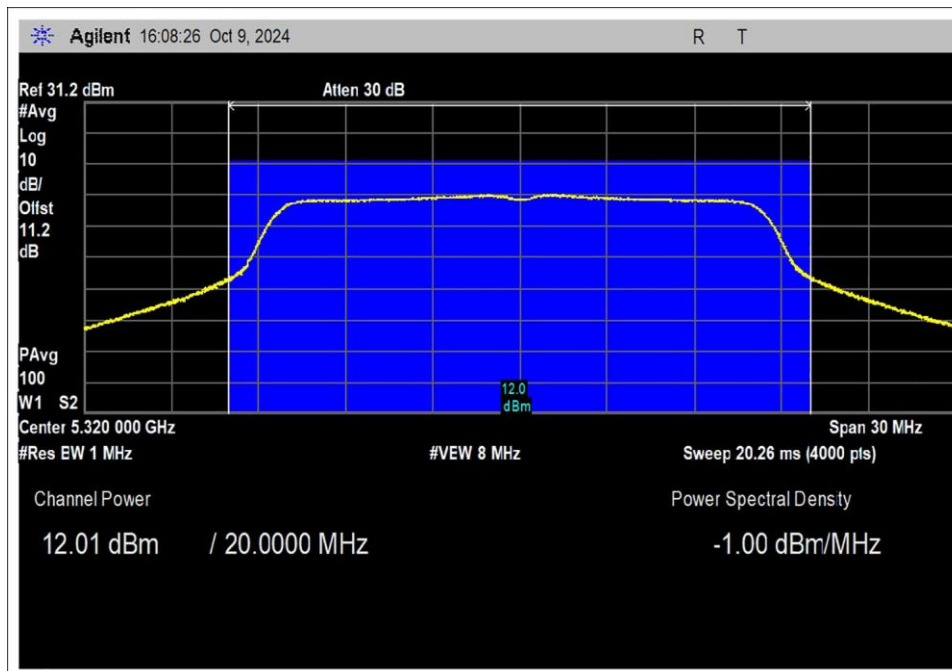 Agilent 16:08:26 Oct 9, 2024 R T
Ref 31.2 dBm Atten 30 dB
#Avg
Log
10
dB/
Offst
11.2
dB
PAvg
100
W1 S2
12.0
dBm
Center 5.320 000 GHz Span 30 MHz
#Res BW 1 MHz #VBW 8 MHz Sweep 20.26 ms (4000 pts)
Channel Power Power Spectral Density
12.01 dBm / 20.0000 MHz -1.00 dBm/MHz